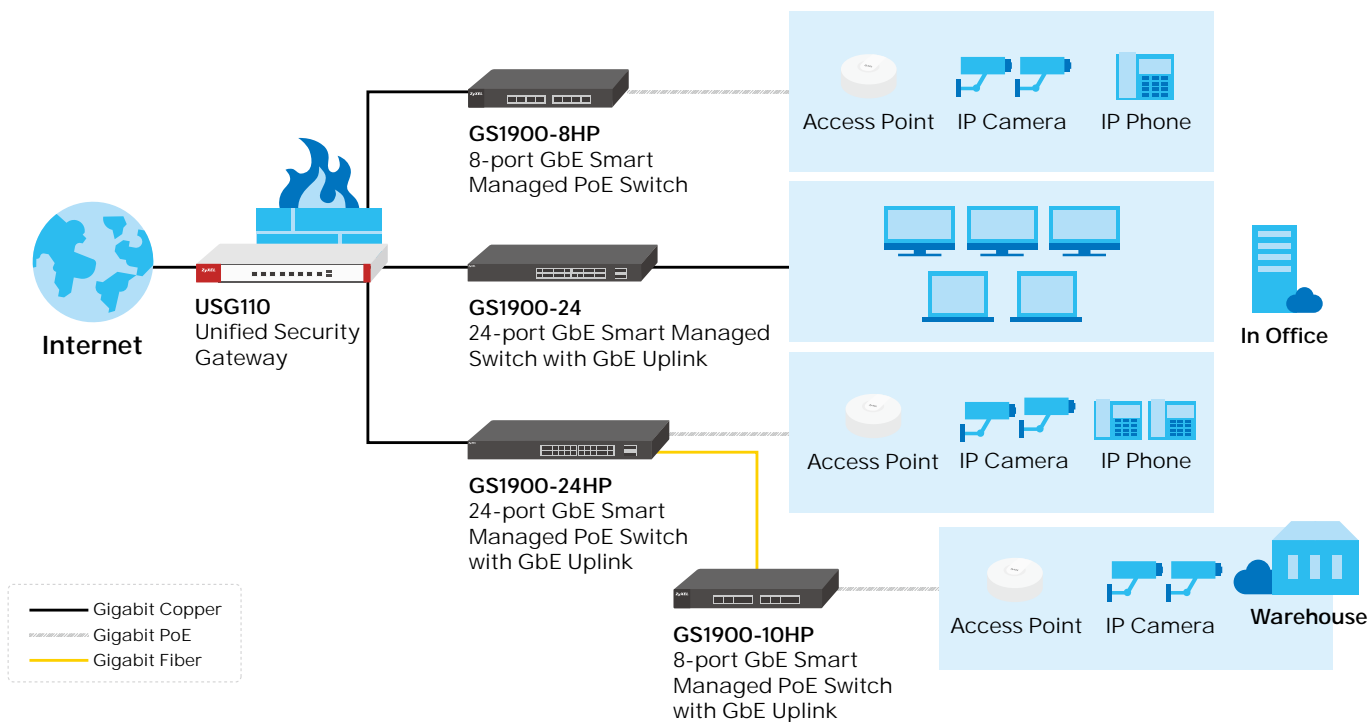 ZyXEL
GS1900-8HP
8-port GbE Smart
Managed PoE Switch
Access Point
IP Camera
IP Phone
Internet
ZyXEL
USG110
Unified Security
Gateway
GS1900-24
24-port GbE Smart Managed
Switch with GbE Uplink
In Office
GS1900-24HP
24-port GbE Smart
Managed PoE Switch
with GbE Uplink
Access Point
IP Camera
IP Phone
ZyXEL
GS1900-10HP
8-port GbE Smart
Managed PoE Switch
with GbE Uplink
Access Point
IP Camera
Warehouse
Gigabit Copper
Gigabit PoE
Gigabit Fiber